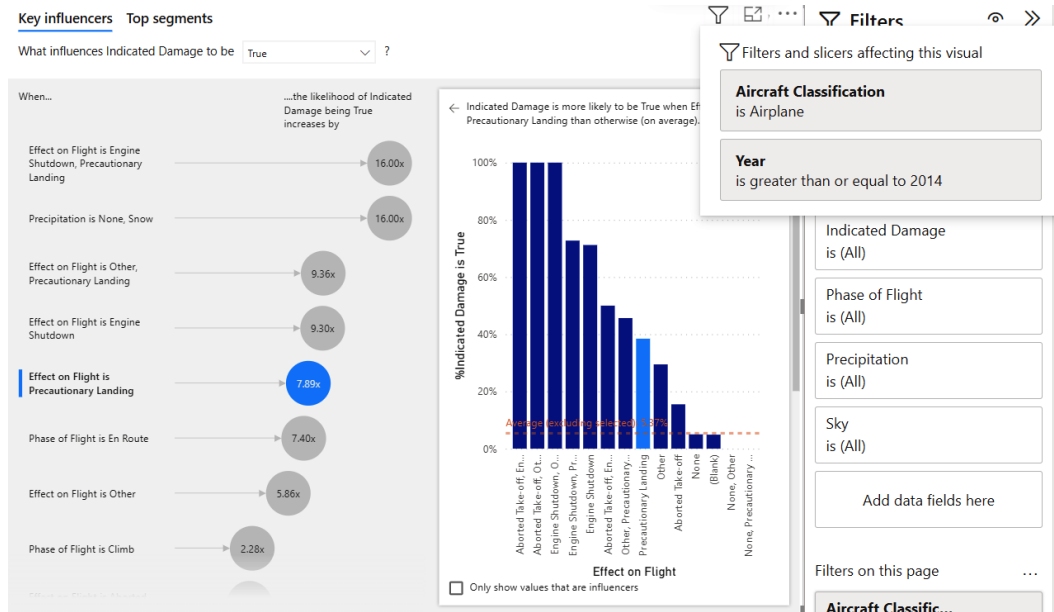 Key influencers Top segments
What influences Indicated Damage to be True ?
When...
....the likelihood of Indicated
Damage being True
increases by
Effect on Flight is Engine
Shutdown, Precautionary
Landing
16.00x
Precipitation is None, Snow
16.00x
Effect on Flight is Other,
Precautionary Landing
9.36x
Effect on Flight is Engine
Shutdown
9.30x
Effect on Flight is
Precautionary Landing
7.89x
Phase of Flight is En Route
7.40x
Effect on Flight is Other
5.86x
Phase of Flight is Climb
2.28x
Indicated Damage is more likely to be True when Ef
Precautionary Landing than otherwise (on average).
%Indicated Damage is True
100%
80%
60%
40%
20%
0%
Average (excluding selected):
Aborted Take-off, En...
Aborted Take-off, Ot...
Engine Shutdown, O...
Engine Shutdown, Pr...
Engine Shutdown
Aborted Take-off, En...
Other, Precautionary...
Precautionary Landing
Other
Aborted Take-off
None
(Blank)
None, Other
None, Precautionary ...
Effect on Flight
Only show values that are influencers
Filters
Filters and slicers affecting this visual
Aircraft Classification
is Airplane
Year
is greater than or equal to 2014
Indicated Damage
is (All)
Phase of Flight
is (All)
Precipitation
is (All)
Sky
is (All)
Add data fields here
Filters on this page ...
Aircraft Classific...